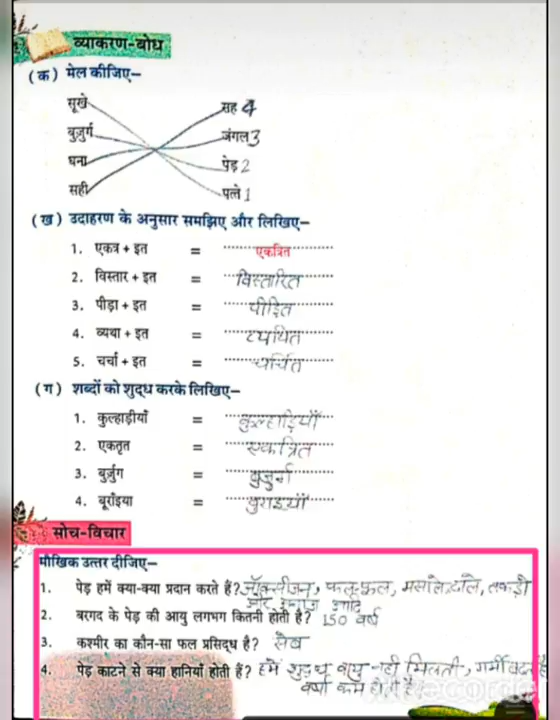 व्याकरण-बोध
(क) मेल कीजिए–
सूखे सह 4
बुज़ुर्ग जंगल 3
घना पेड़ 2
सही पत्ते 1
(ख) उदाहरण के अनुसार समझिए और लिखिए–
1. एकत्र + इत = एकत्रित
2. विस्तार + इत = विस्तारित
3. पीड़ा + इत = पीड़ित
4. व्यथा + इत = व्यथित
5. चर्चा + इत = चर्चित
(ग) शब्दों को शुद्ध करके लिखिए–
1. कुल्हाड़ीयाँ = कुल्हाड़ियाँ
2. एकतृत = एकत्रित
3. बुर्ज़ुग = बुजुर्ग
4. बूराँइया = बुराइयाँ
सोच-विचार
मौखिक उत्तर दीजिए–
1. पेड़ हमें क्या-क्या प्रदान करते हैं? ऑक्सीजन, फल-फूल, मसाले, दालें, लकड़ी
और अनाज आदि
2. बरगद के पेड़ की आयु लगभग कितनी होती है? 150 वर्ष
3. कश्मीर का कौन-सा फल प्रसिद्ध है? सेब
4. पेड़ काटने से क्या हानियाँ होती हैं? हमें शुद्ध वायु नहीं मिलती, गर्मी बढ़ती है
वर्षा कम होती है।